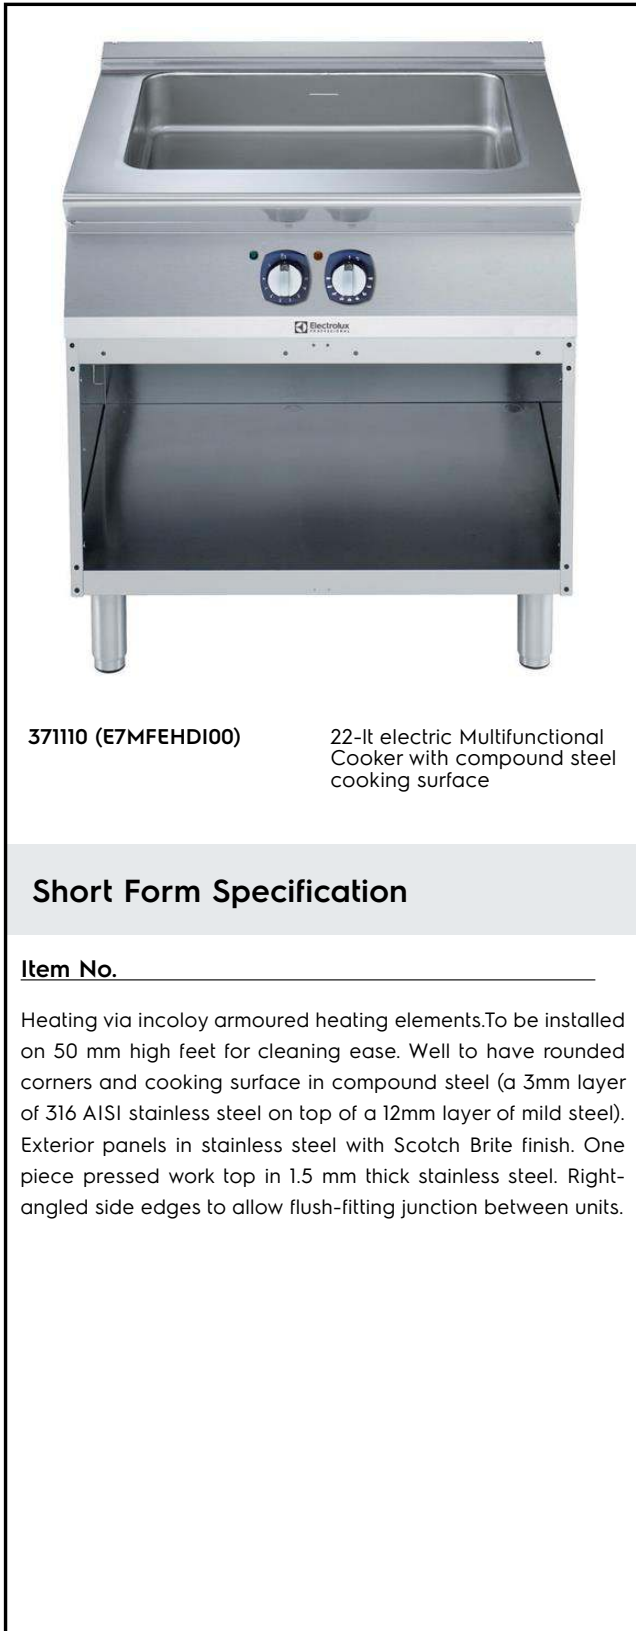 Electrolux
PROFESSIONAL
371110 (E7MFEHDI00)
22-lt electric Multifunctional
Cooker with compound steel
cooking surface
Short Form Specification
Item No.
Heating via incoloy armoured heating elements.To be installed
on 50 mm high feet for cleaning ease. Well to have rounded
corners and cooking surface in compound steel (a 3mm layer
of 316 AISI stainless steel on top of a 12mm layer of mild steel).
Exterior panels in stainless steel with Scotch Brite finish. One
piece pressed work top in 1.5 mm thick stainless steel. Right-
angled side edges to allow flush-fitting junction between units.